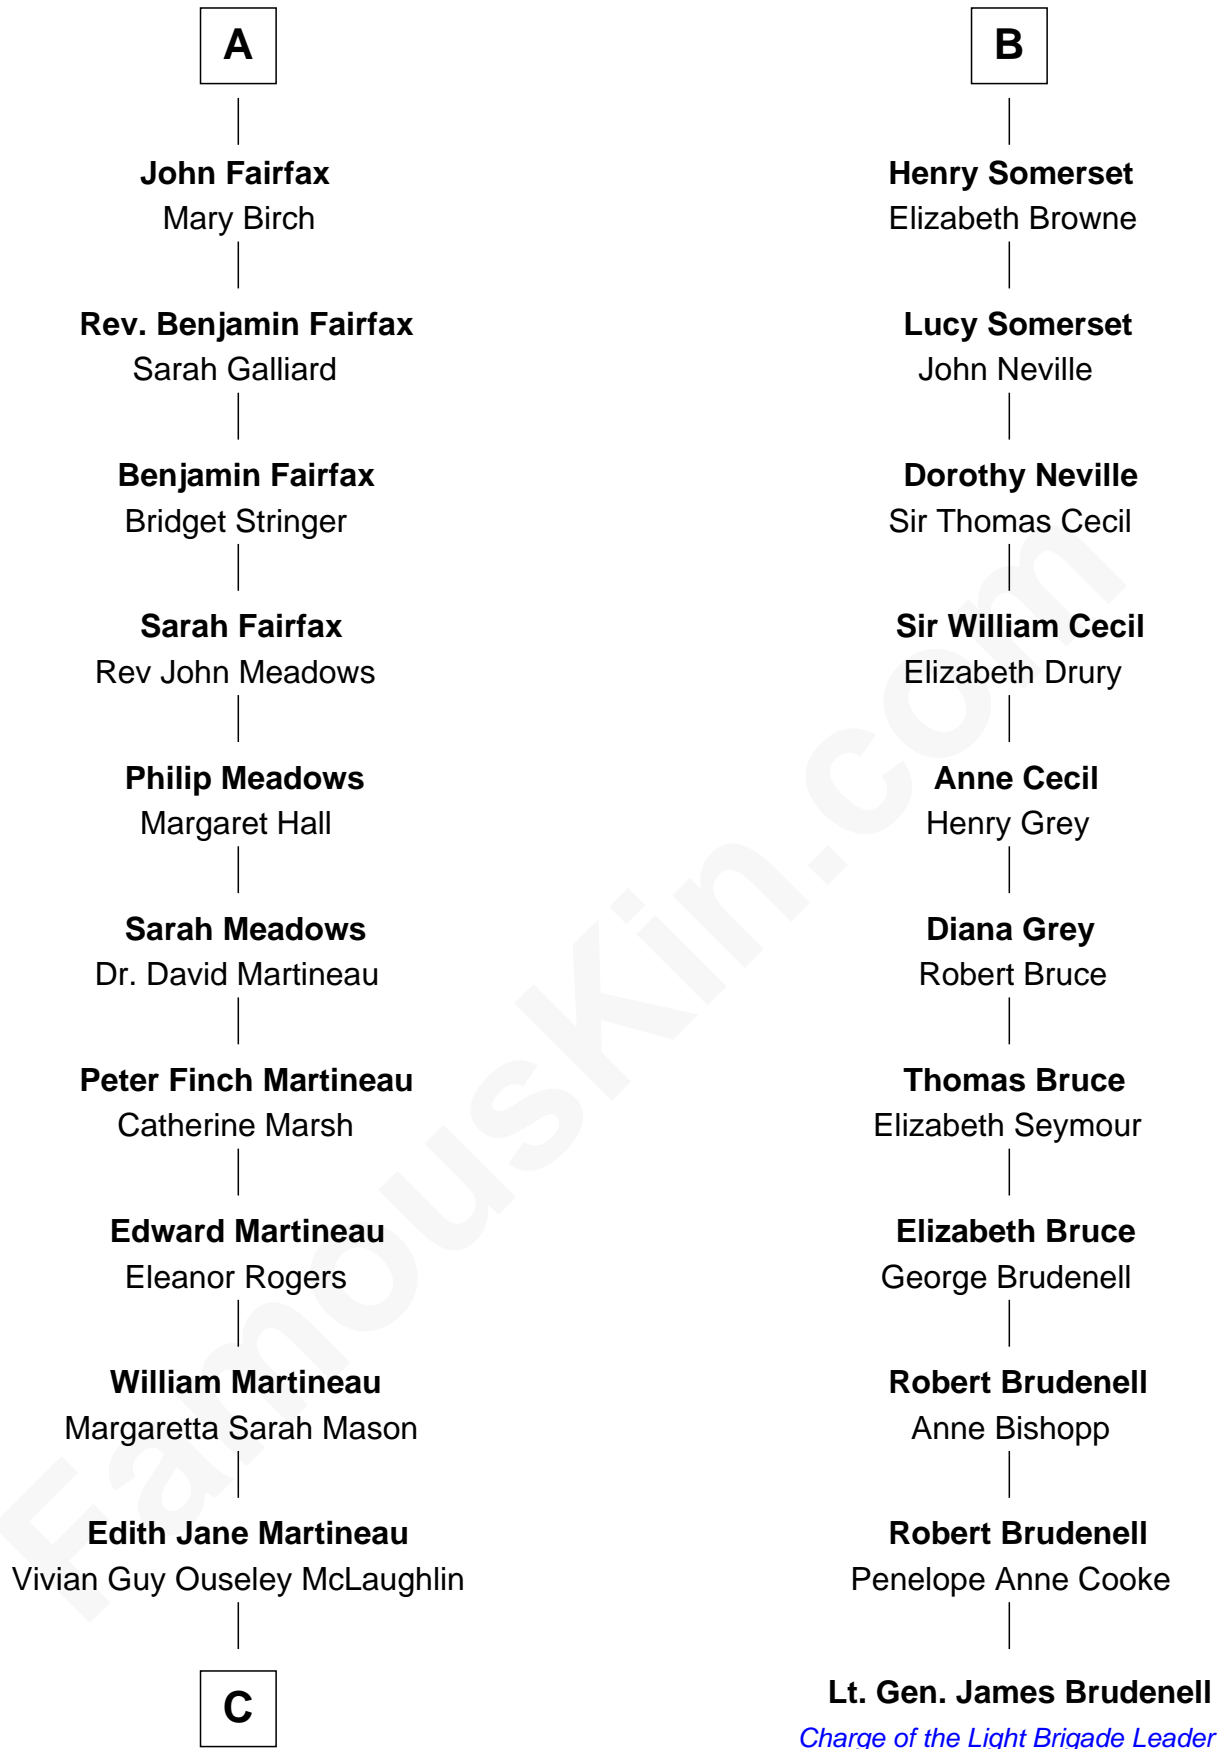 A
John Fairfax
Mary Birch
Rev. Benjamin Fairfax
Sarah Galliard
Benjamin Fairfax
Bridget Stringer
Sarah Fairfax
Rev John Meadows
Philip Meadows
Margaret Hall
Sarah Meadows
Dr. David Martineau
Peter Finch Martineau
Catherine Marsh
Edward Martineau
Eleanor Rogers
William Martineau
Margaretta Sarah Mason
Edith Jane Martineau
Vivian Guy Ouseley McLaughlin
C
B
Henry Somerset
Elizabeth Browne
Lucy Somerset
John Neville
Dorothy Neville
Sir Thomas Cecil
Sir William Cecil
Elizabeth Drury
Anne Cecil
Henry Grey
Diana Grey
Robert Bruce
Thomas Bruce
Elizabeth Seymour
Elizabeth Bruce
George Brudenell
Robert Brudenell
Anne Bishopp
Robert Brudenell
Penelope Anne Cooke
Lt. Gen. James Brudenell
Charge of the Light Brigade Leader
FamousKin.com